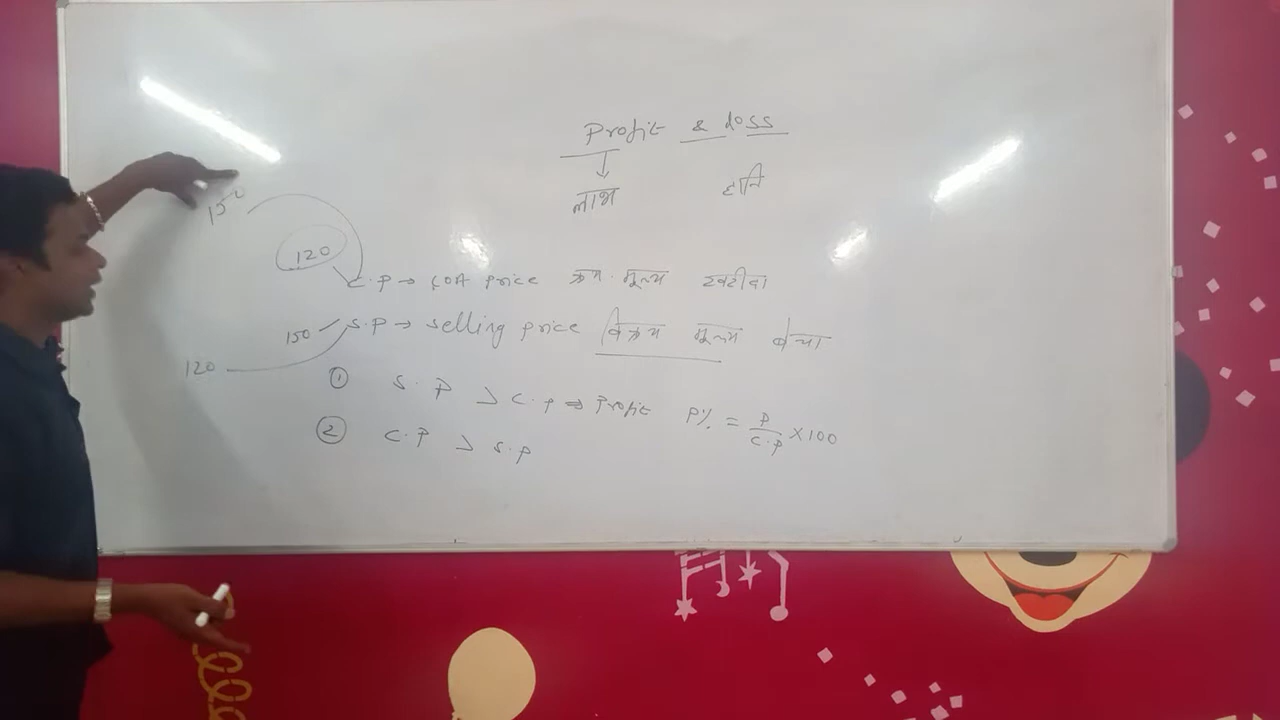 Profit & Loss
लाभ हानि
150
120
C.P → Cost price क्रय मूल्य खरीदा
150 S.P → selling price विक्रय मूल्य बेचा
120
① S.P > C.P ⇒ Profit P% = P/C.P × 100
② C.P > S.P